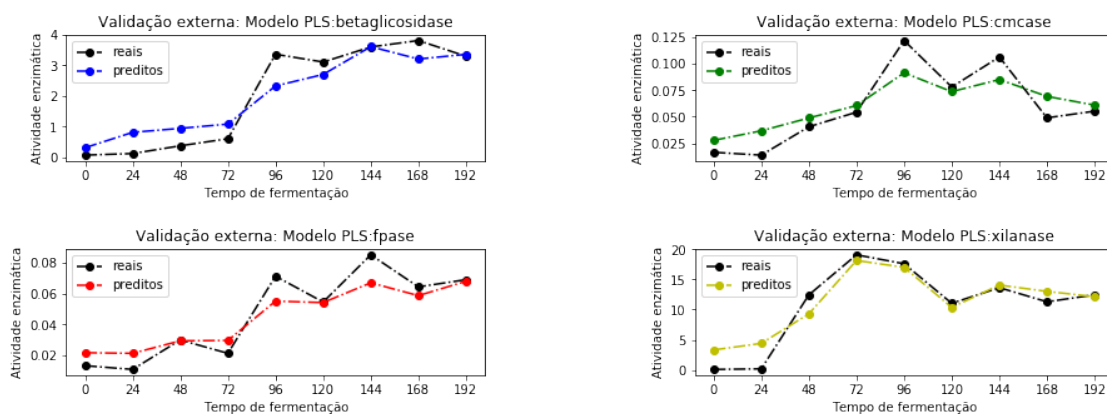 Validação externa: Modelo PLS:betaglicosidase
Atividade enzimática
4
3
2
1
0
reais
preditos
0 24 48 72 96 120 144 168 192
Tempo de fermentação
Validação externa: Modelo PLS:cmcase
Atividade enzimática
0.125
0.100
0.075
0.050
0.025
reais
preditos
0 24 48 72 96 120 144 168 192
Tempo de fermentação
Validação externa: Modelo PLS:fpase
Atividade enzimática
0.08
0.06
0.04
0.02
reais
preditos
0 24 48 72 96 120 144 168 192
Tempo de fermentação
Validação externa: Modelo PLS:xilanase
Atividade enzimática
20
15
10
5
0
reais
preditos
0 24 48 72 96 120 144 168 192
Tempo de fermentação